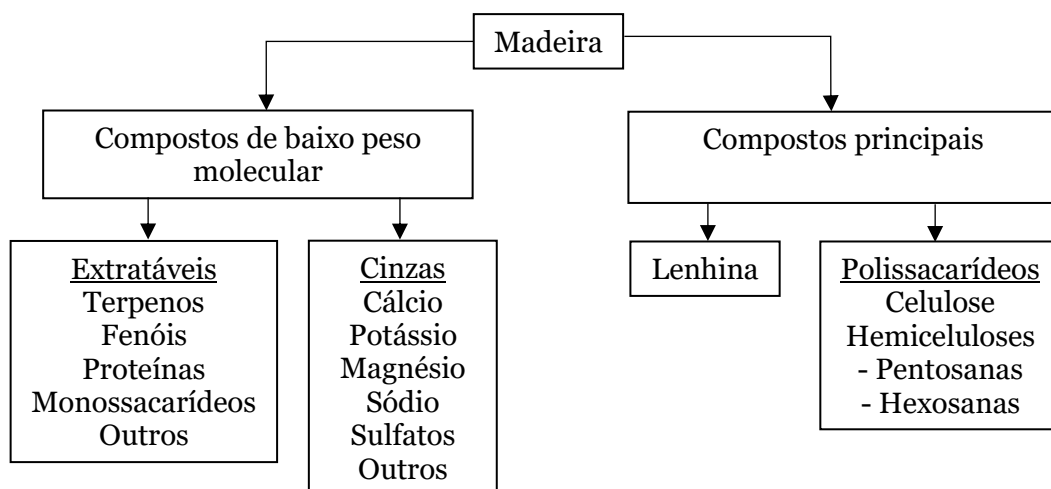 Madeira
Compostos de baixo peso
molecular
Compostos principais
Extratáveis
Terpenos
Fenóis
Proteínas
Monossacarídeos
Outros
Cinzas
Cálcio
Potássio
Magnésio
Sódio
Sulfatos
Outros
Lenhina
Polissacarídeos
Celulose
Hemiceluloses
- Pentosanas
- Hexosanas